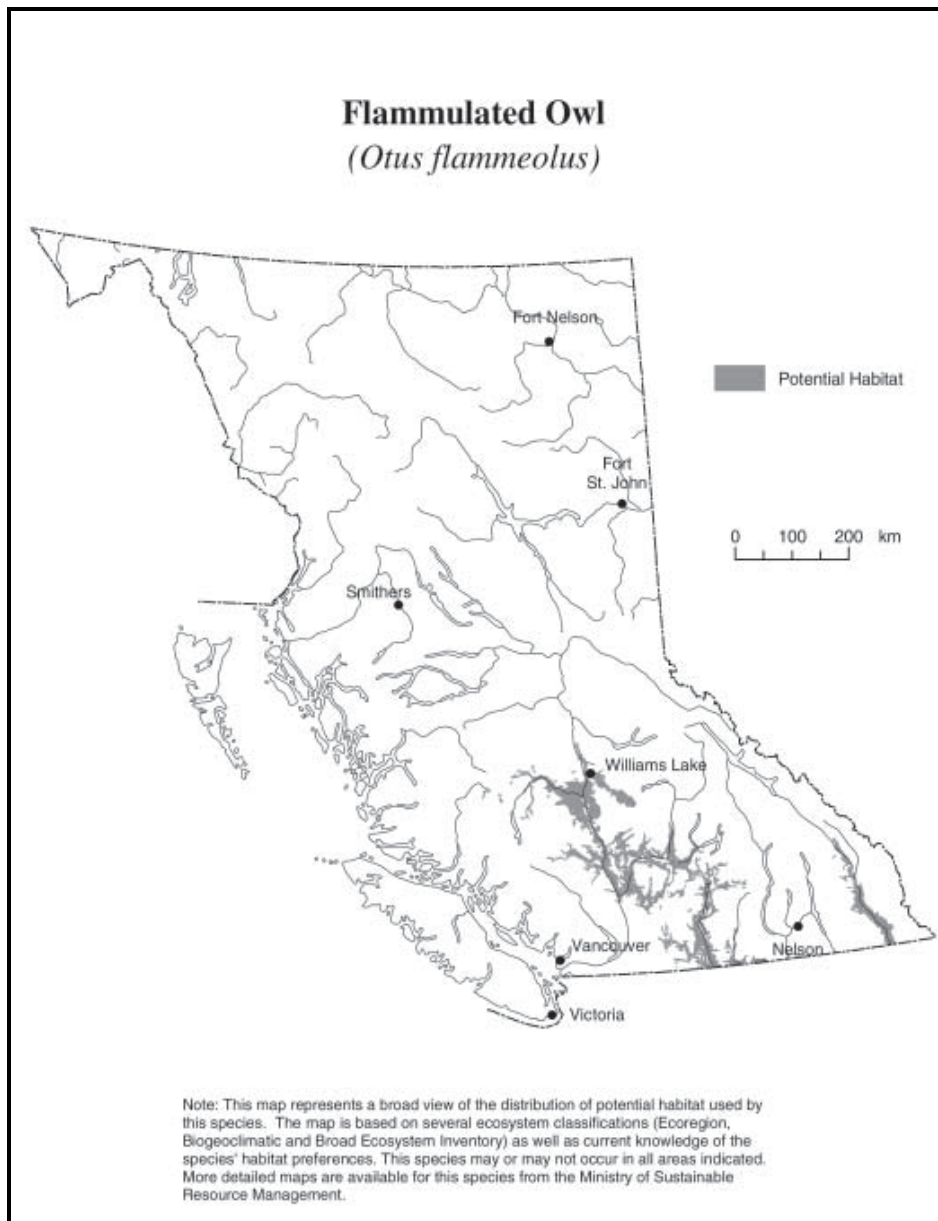 Flammulated Owl
(Otus flammeolus)
Fort Nelson
Potential Habitat
Fort
St. John
0 100 200 km
Smithers
Williams Lake
Vancouver
Nelson
Victoria
Note: This map represents a broad view of the distribution of potential habitat used by
this species. The map is based on several ecosystem classifications (Ecoregion,
Biogeoclimatic and Broad Ecosystem Inventory) as well as current knowledge of the
species' habitat preferences. This species may or may not occur in all areas indicated.
More detailed maps are available for this species from the Ministry of Sustainable
Resource Management.